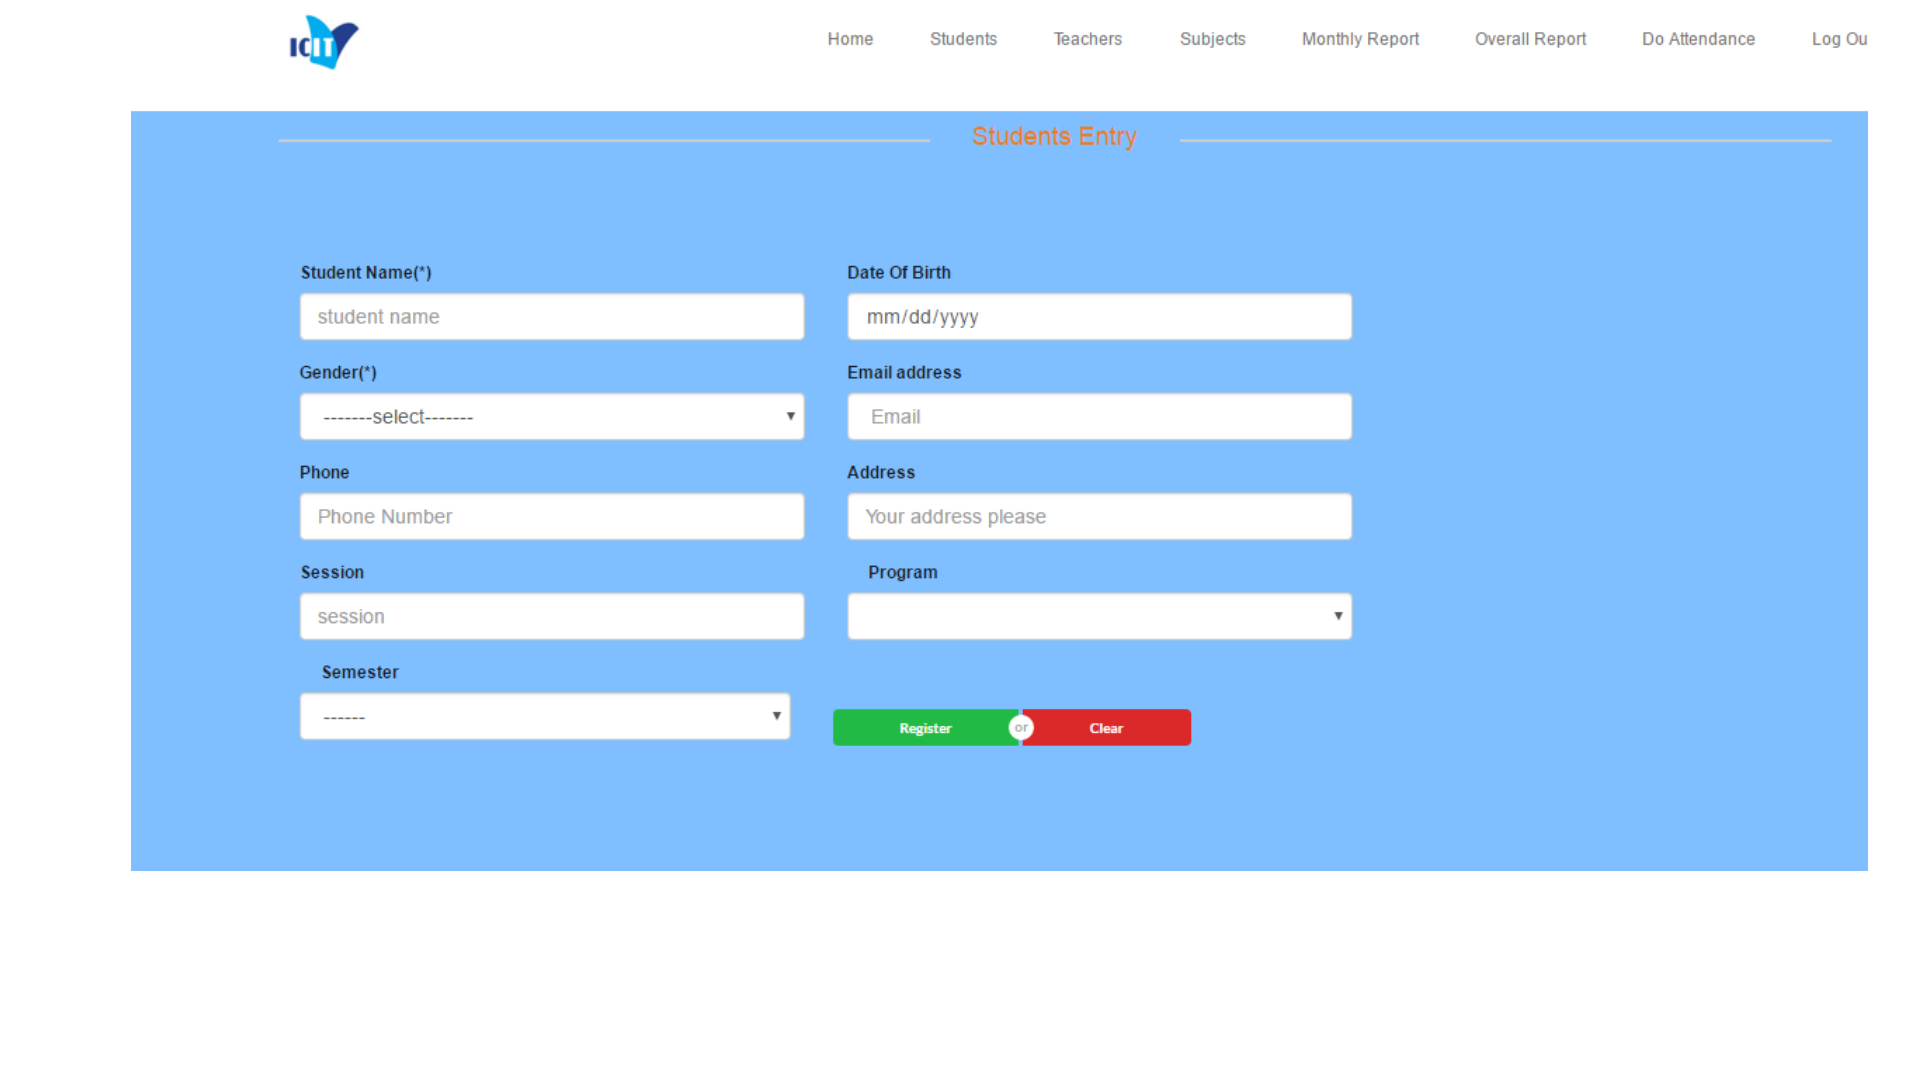 ICIT
Home Students Teachers Subjects Monthly Report Overall Report Do Attendance Log Ou
Students Entry
Student Name(*) Date Of Birth
student name mm/dd/yyyy
Gender(*) Email address
-------select------- Email
Phone Address
Phone Number Your address please
Session Program
session
Semester
------
Register or Clear